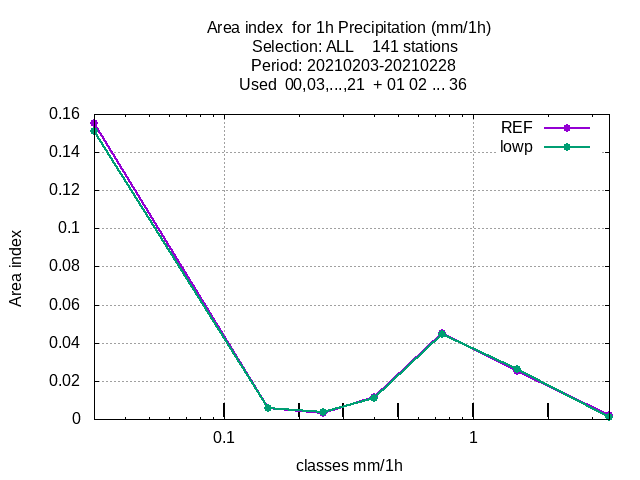 Area index  for 1h Precipitation (mm/1h)
Selection: ALL    141 stations
Period: 20210203-20210228
Used  00,03,...,21  + 01 02 ... 36
0.16
0.14
0.12
0.1
0.08
0.06
0.04
0.02
0
Area index
REF
lowp
0.1
1
classes mm/1h